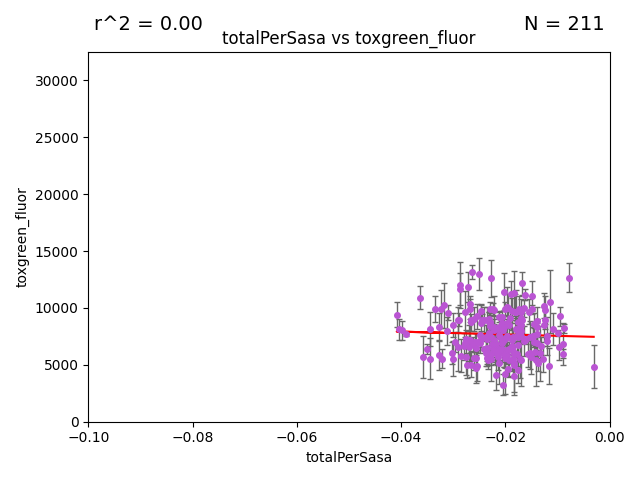 r^2 = 0.00
N = 211
totalPerSasa vs toxgreen_fluor
30000
25000
20000
15000
10000
5000
0
toxgreen_fluor
−0.10
−0.08
−0.06
−0.04
−0.02
0.00
totalPerSasa